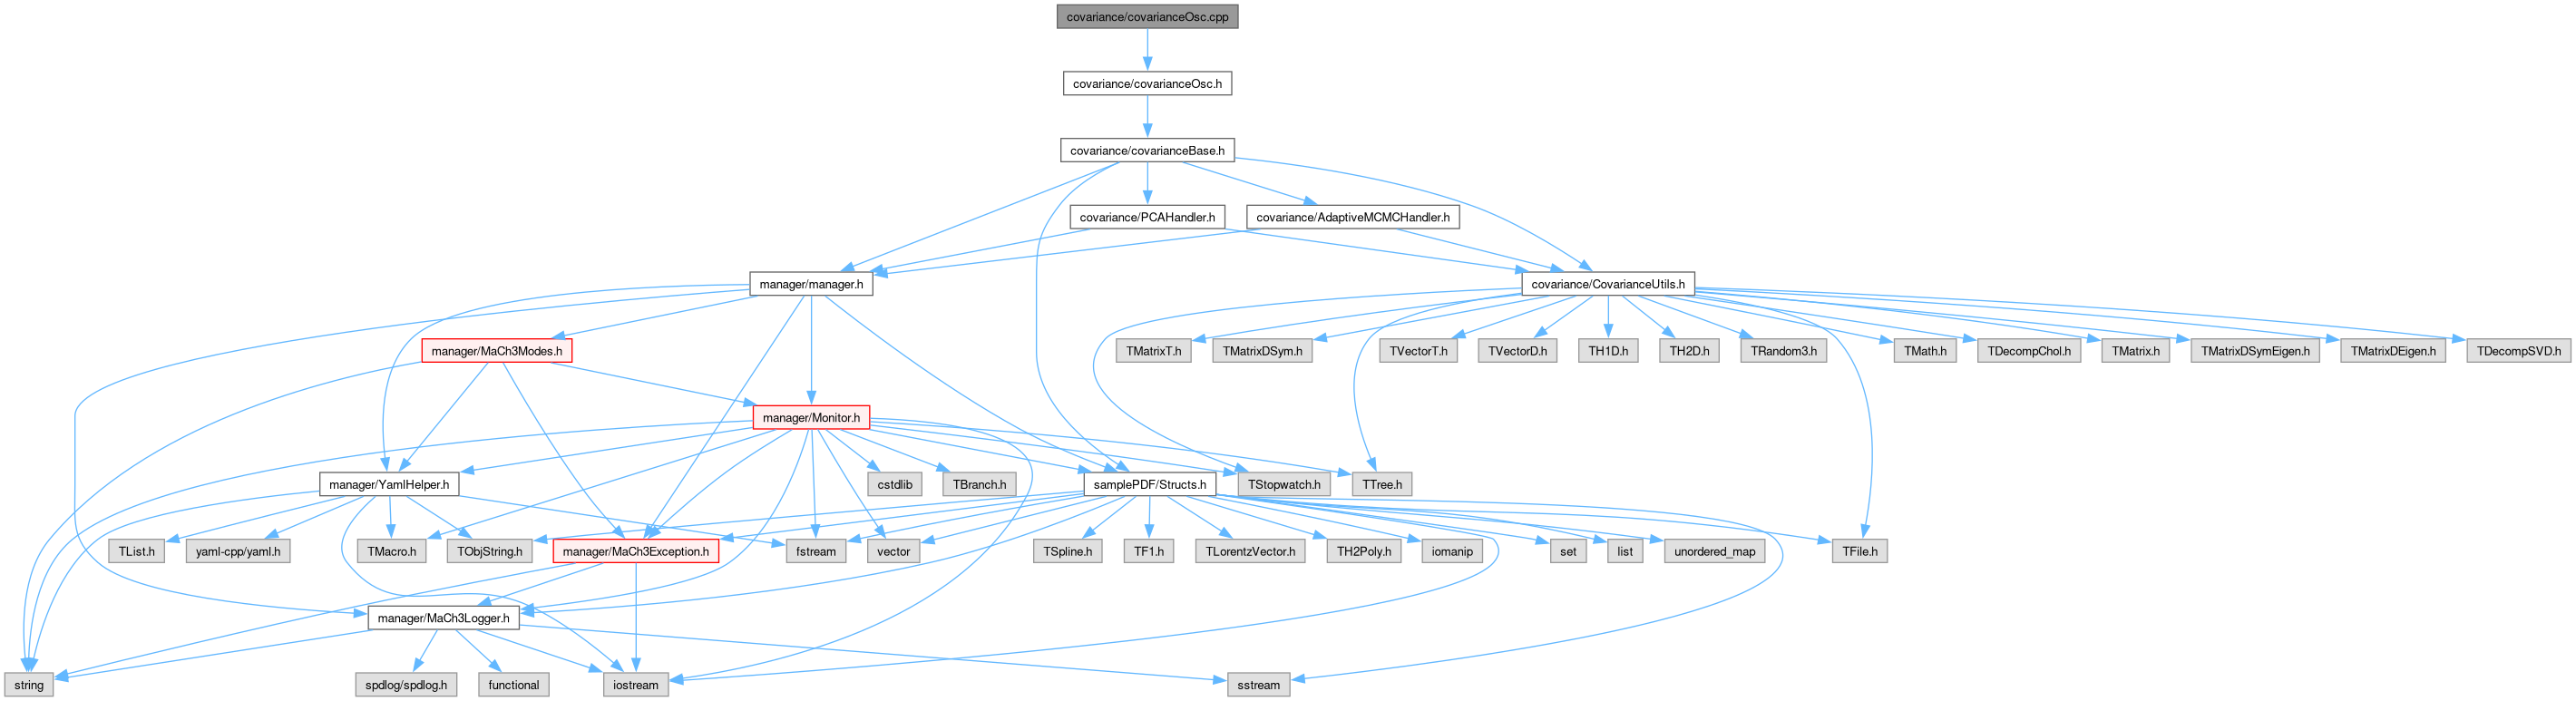 covariance/covarianceOsc.cpp
covariance/covarianceOsc.h
covariance/covarianceBase.h
covariance/PCAHandler.h
covariance/AdaptiveMCMCHandler.h
manager/manager.h
covariance/CovarianceUtils.h
manager/MaCh3Modes.h
TMatrixT.h
TMatrixDSym.h
TVectorT.h
TVectorD.h
TH1D.h
TH2D.h
TRandom3.h
TMath.h
TDecompChol.h
TMatrix.h
TMatrixDSymEigen.h
TMatrixDEigen.h
TDecompSVD.h
manager/Monitor.h
manager/YamlHelper.h
cstdlib
TBranch.h
samplePDF/Structs.h
TStopwatch.h
TTree.h
TList.h
yaml-cpp/yaml.h
TMacro.h
TObjString.h
manager/MaCh3Exception.h
fstream
vector
TSpline.h
TF1.h
TLorentzVector.h
TH2Poly.h
iomanip
set
list
unordered_map
TFile.h
manager/MaCh3Logger.h
string
spdlog/spdlog.h
functional
iostream
sstream